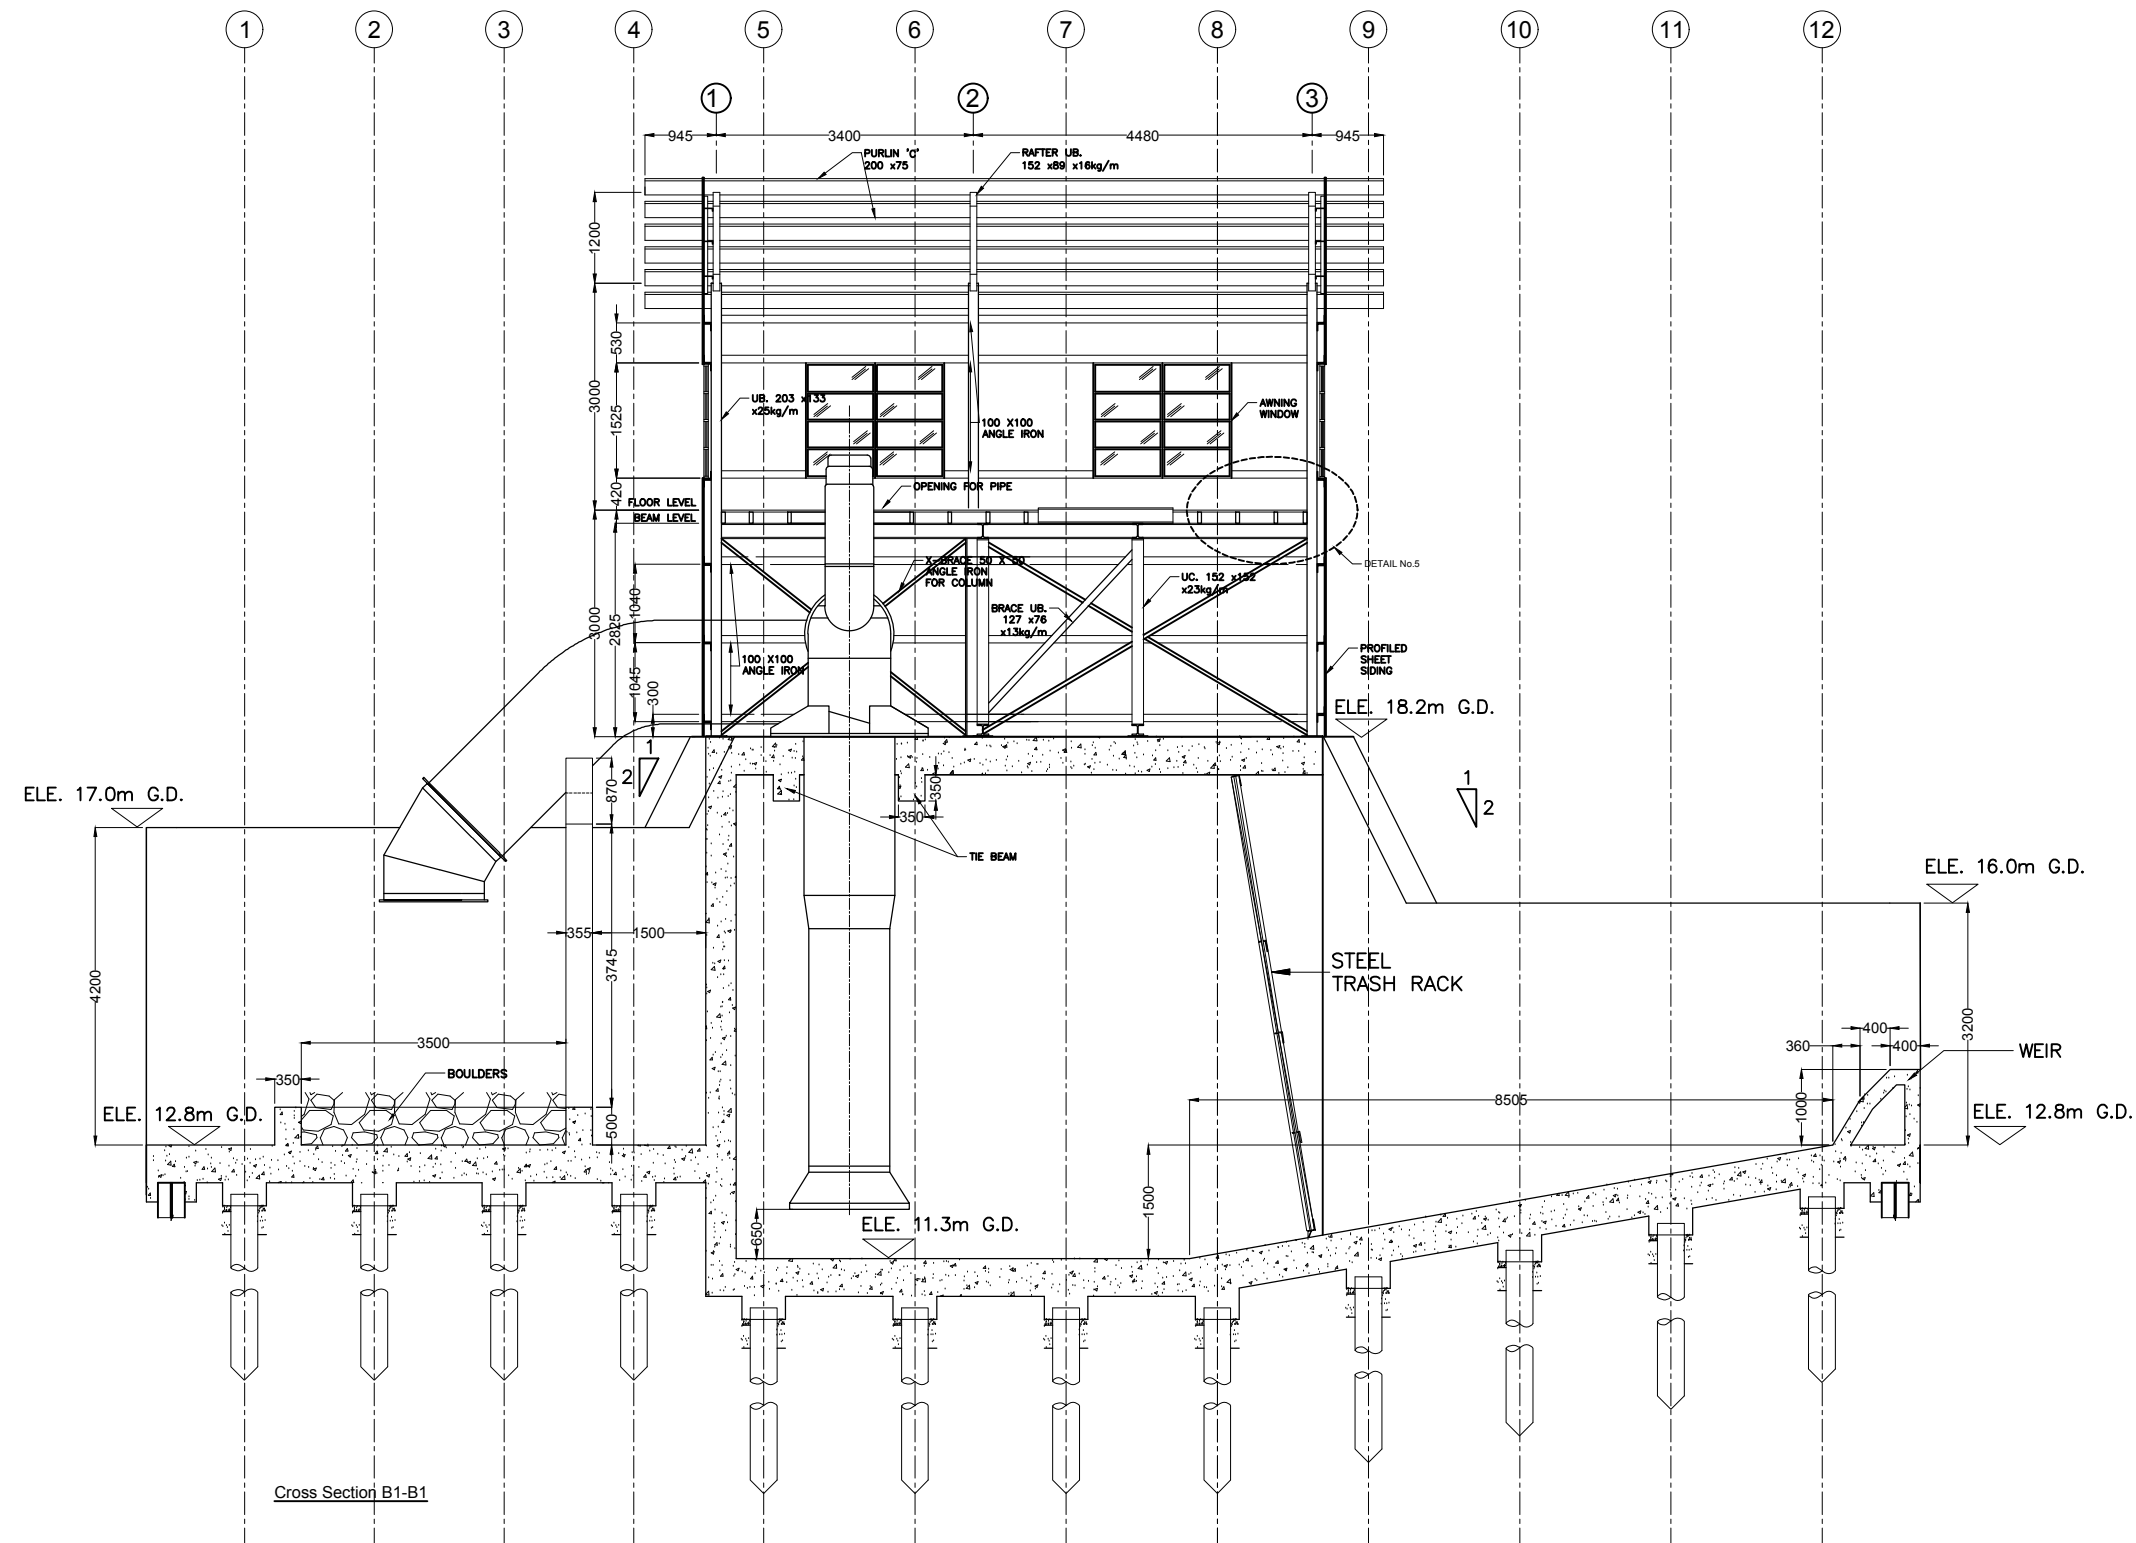 1 2 3 4 5 6 7 8 9 10 11 12
1 2 3
945 3400 4480 945
PURLIN 'C'
200 x75
RAFTER UB.
152 x89 x16kg/m
1200
530
3000
1525
420
UB. 203 x133
x25kg/m
100 X100
ANGLE IRON
AWNING
WINDOW
OPENING FOR PIPE
FLOOR LEVEL
BEAM LEVEL
X-BRACE 50 X 50
ANGLE IRON
FOR COLUMN
DETAIL No.5
UC. 152 x152
x23kg/m
BRACE UB.
127 x76
x13kg/m
3000
2825
1040
1045
300
100 X100
ANGLE IRON
PROFILED
SHEET
SIDING
ELE. 18.2m G.D.
1
2
870
350
350
TIE BEAM
1
2
ELE. 17.0m G.D.
ELE. 16.0m G.D.
355 1500
3745
4200
STEEL
TRASH RACK
3200
3500
350
BOULDERS
400
360
400
WEIR
1000
8505
500
ELE. 12.8m G.D.
ELE. 12.8m G.D.
1500
650
ELE. 11.3m G.D.
Cross Section B1-B1